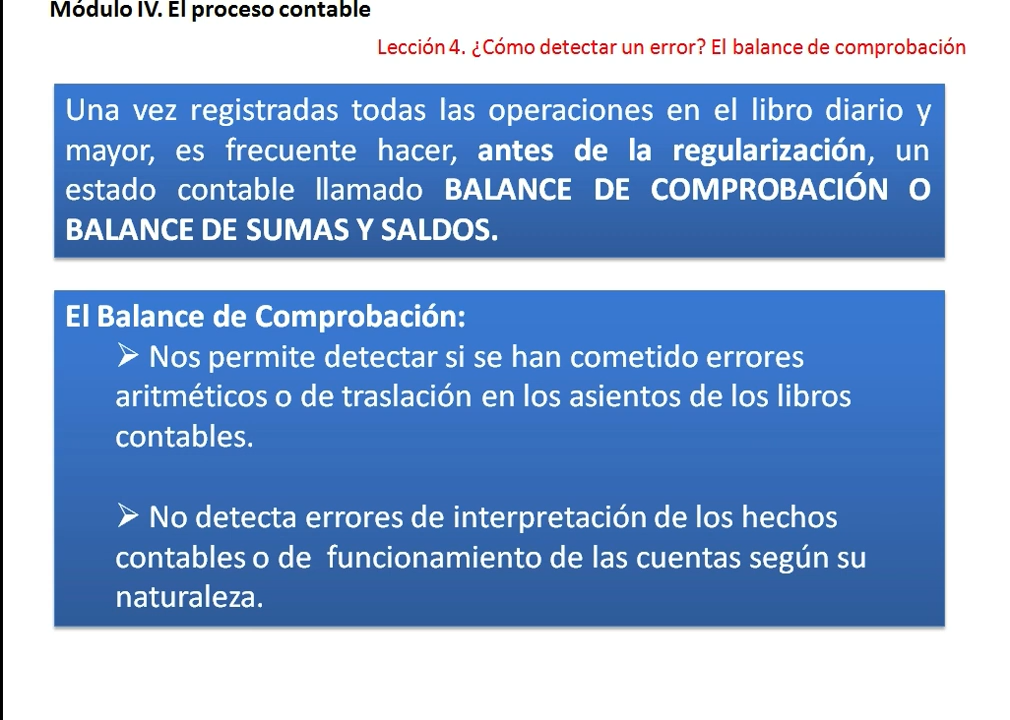 Módulo IV. El proceso contable
Lección 4. ¿Cómo detectar un error? El balance de comprobación
Una vez registradas todas las operaciones en el libro diario y
mayor, es frecuente hacer, antes de la regularización, un
estado contable llamado BALANCE DE COMPROBACIÓN O
BALANCE DE SUMAS Y SALDOS.
El Balance de Comprobación:
➢ Nos permite detectar si se han cometido errores
aritméticos o de traslación en los asientos de los libros
contables.
➢ No detecta errores de interpretación de los hechos
contables o de funcionamiento de las cuentas según su
naturaleza.